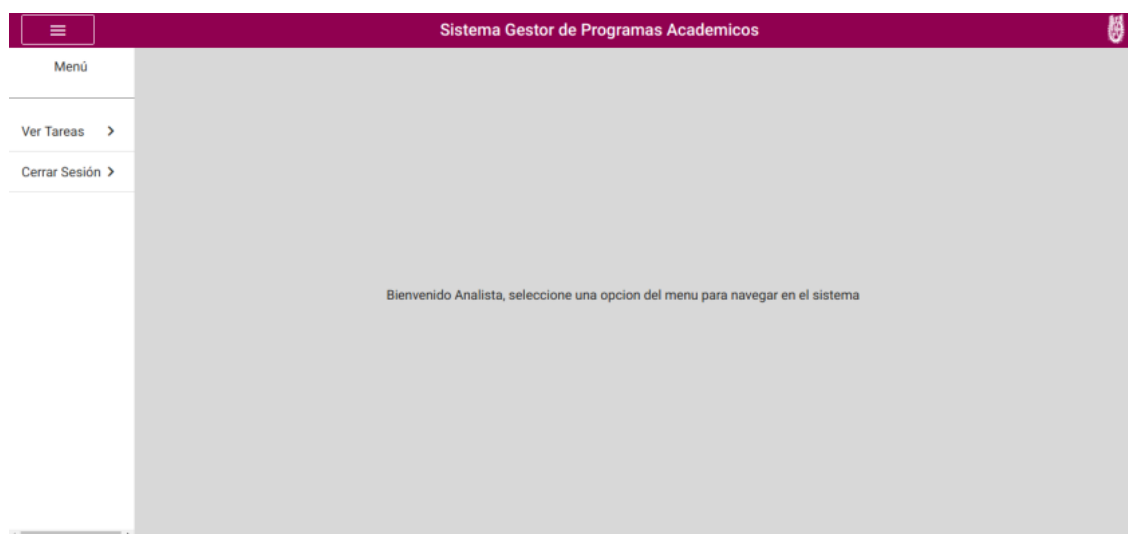 Sistema Gestor de Programas Academicos
Menú
Ver Tareas
Cerrar Sesión
Bienvenido Analista, seleccione una opcion del menu para navegar en el sistema